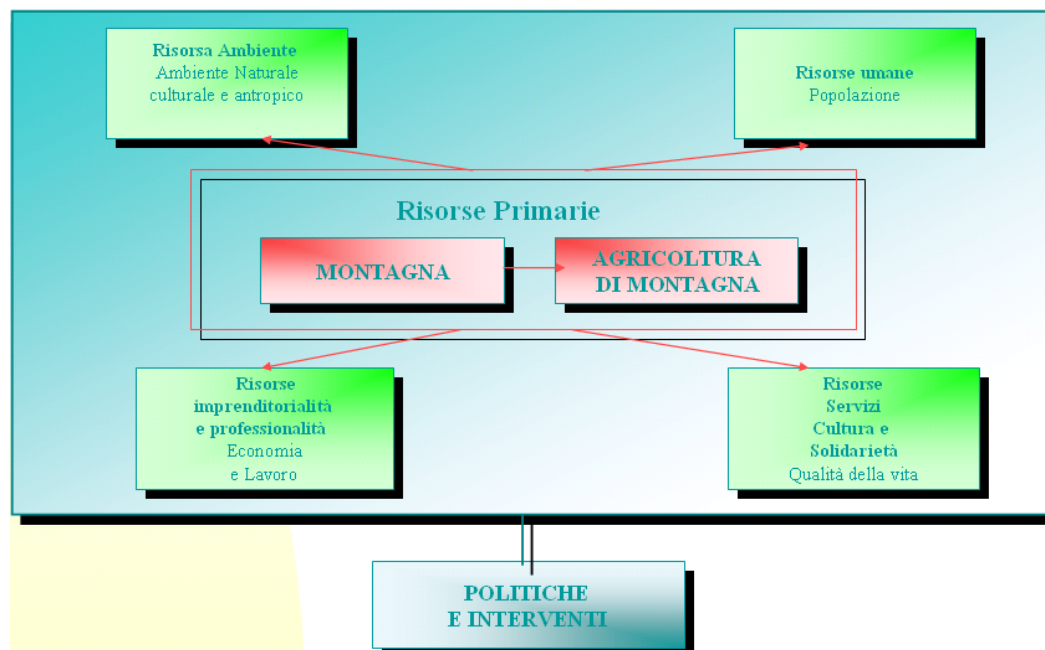 Risorsa Ambiente
Ambiente Naturale
culturale e antropico
Risorse umane
Popolazione
Risorse Primarie
MONTAGNA
AGRICOLTURA
DI MONTAGNA
Risorse
imprenditorialità
e professionalità
Economia
e Lavoro
Risorse
Servizi
Cultura e
Solidarietà
Qualità della vita
POLITICHE
E INTERVENTI